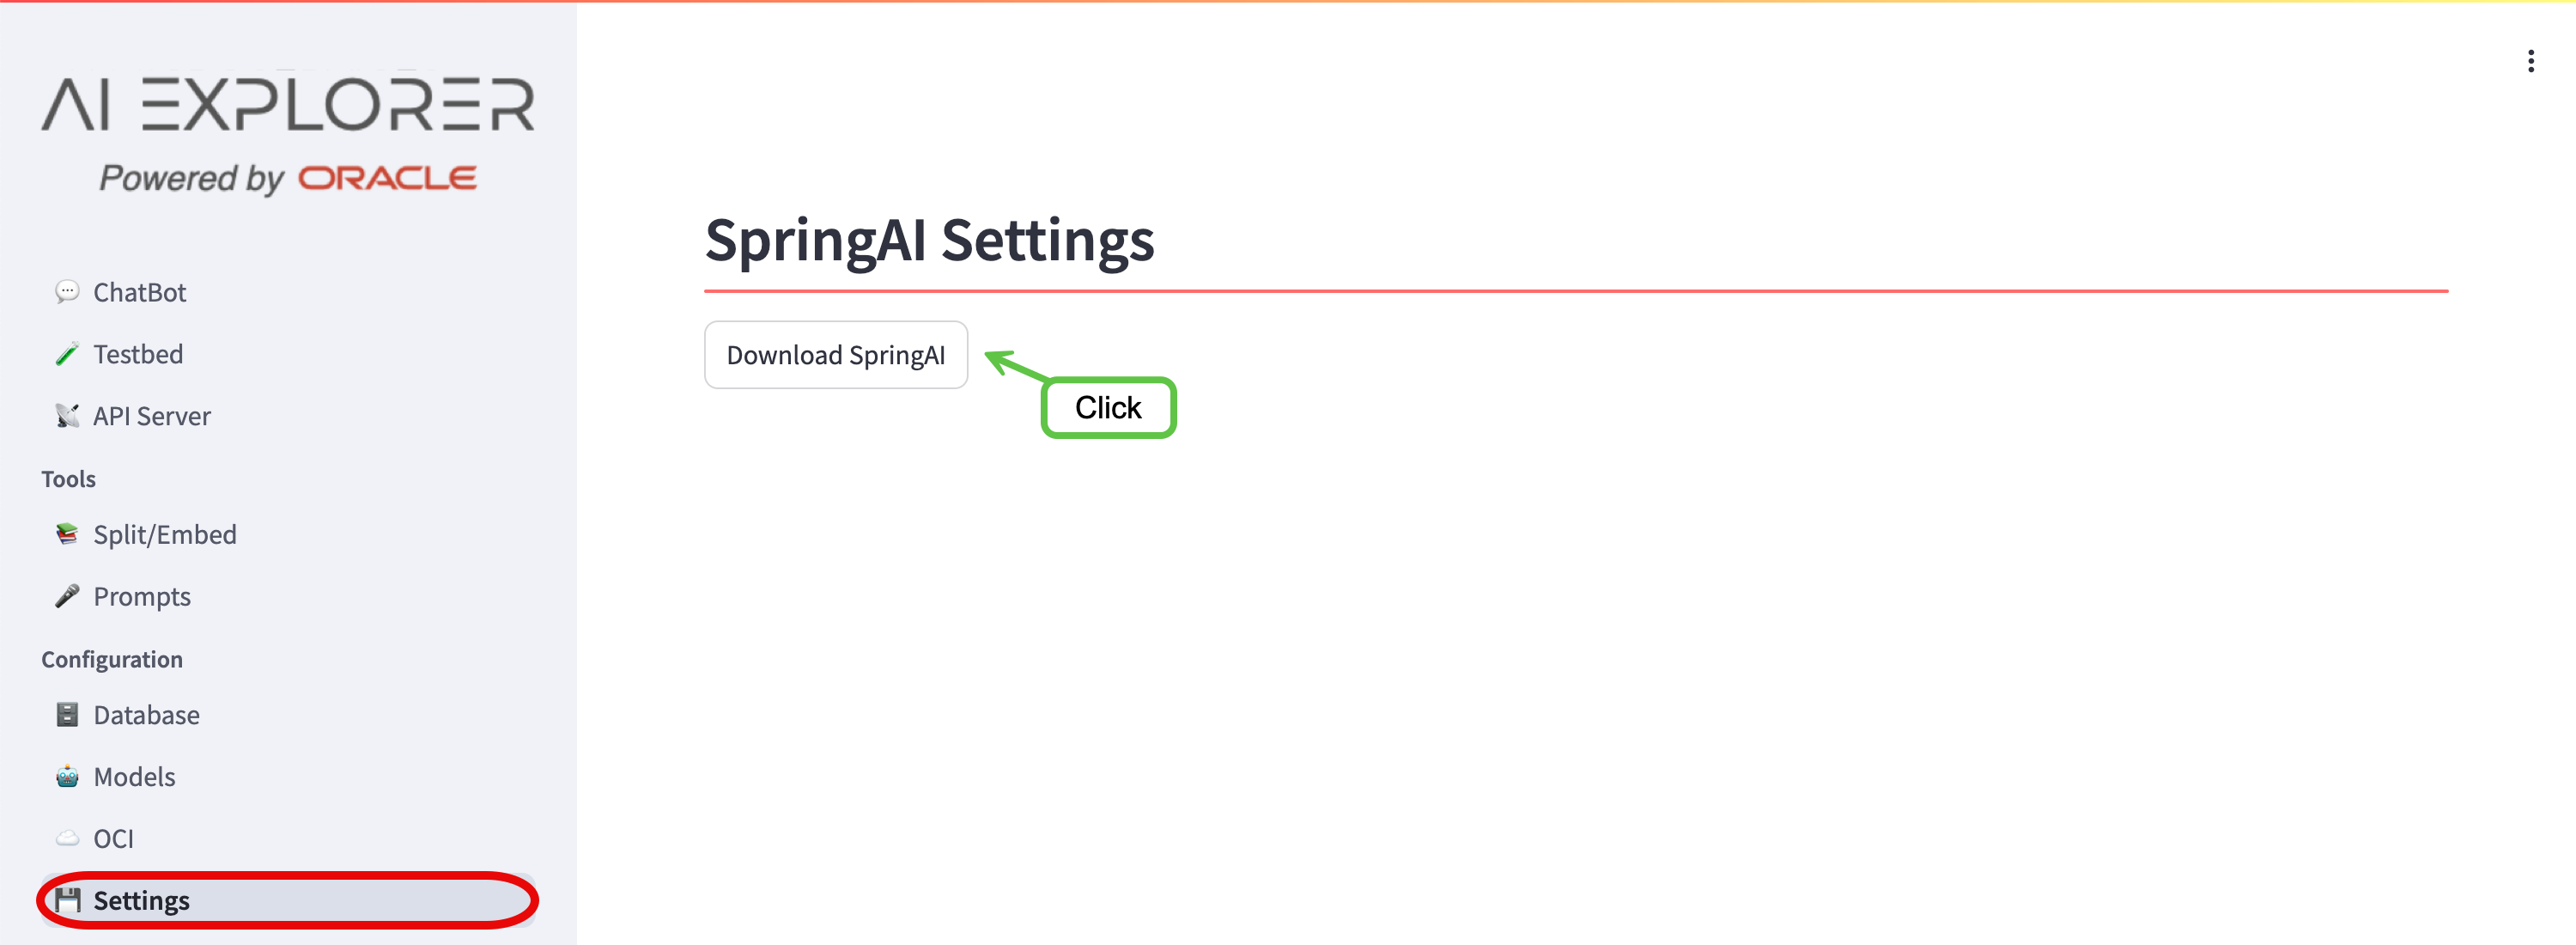 AI EXPLORER
Powered by ORACLE
ChatBot
Testbed
API Server
Tools
Split/Embed
Prompts
Configuration
Database
Models
OCI
Settings
SpringAI Settings
Download SpringAI
Click